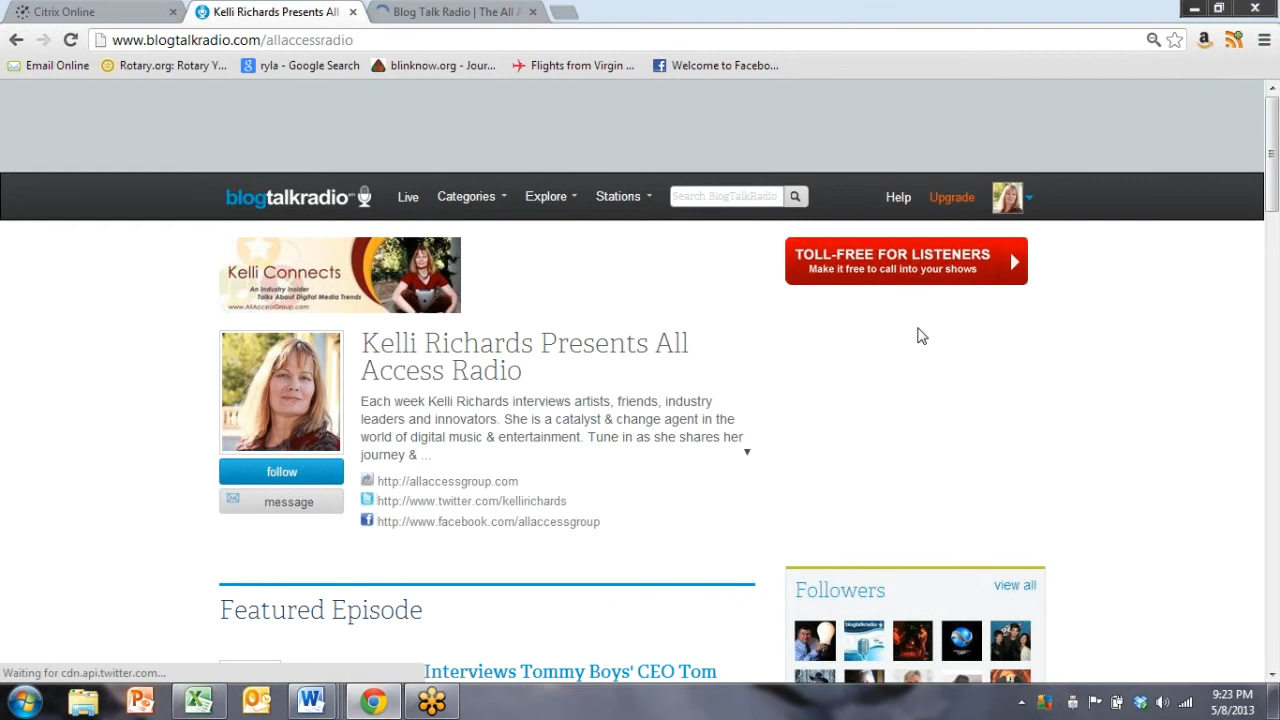 Citrix Online
Kelli Richards Presents All
Blog Talk Radio | The All A
www.blogtalkradio.com/allaccessradio
Email Online
Rotary.org: Rotary Y...
ryla - Google Search
blinknow.org - Jour...
Flights from Virgin ...
Welcome to Facebo...
blogtalkradio
Live
Categories
Explore
Stations
Search BlogTalkRadio
Help
Upgrade
Kelli Connects
An Industry Insider
Talks About Digital Media Trends
www.AllAccessGroup.com
TOLL-FREE FOR LISTENERS
Make it free to call into your shows
Kelli Richards Presents All
Access Radio
Each week Kelli Richards interviews artists, friends, industry
leaders and innovators. She is a catalyst & change agent in the
world of digital music & entertainment. Tune in as she shares her
journey & ...
follow
message
http://allaccessgroup.com
http://www.twitter.com/kellirichards
http://www.facebook.com/allaccessgroup
Featured Episode
Followers
view all
blogtalkradio
Interviews Tommy Boys' CEO Tom
Waiting for cdn.api.twitter.com...
9:23 PM
5/8/2013